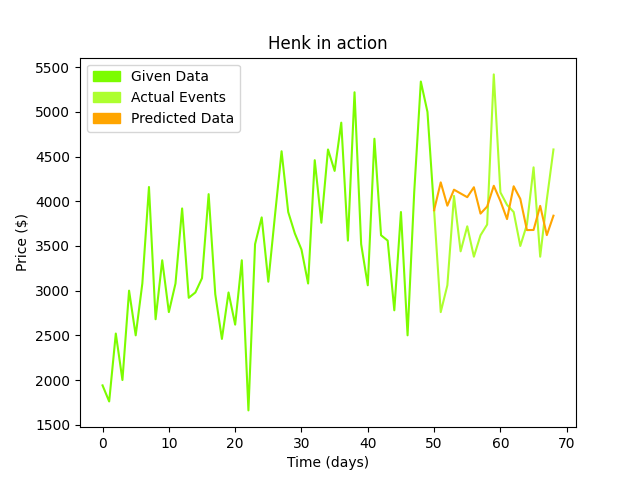 Henk in action
Given Data
Actual Events
Predicted Data
5500
5000
4500
4000
3500
3000
2500
2000
1500
Price ($)
0 10 20 30 40 50 60 70
Time (days)